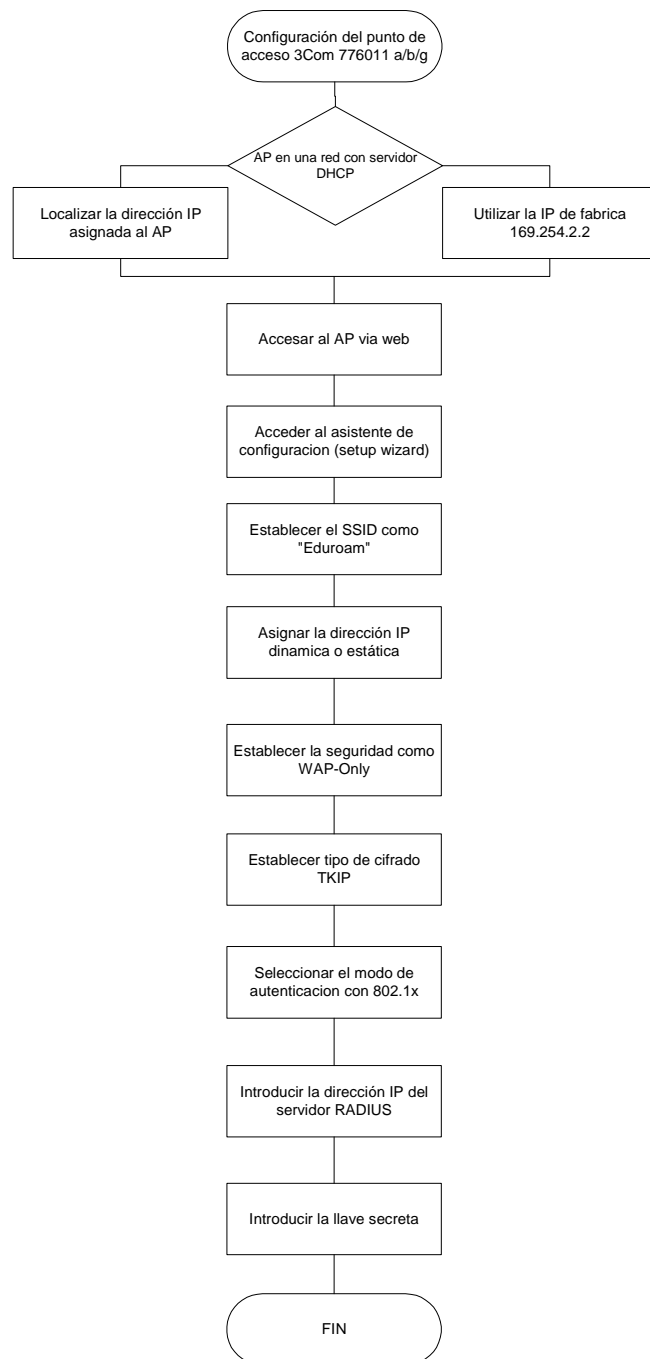 Configuración del punto de
acceso 3Com 776011 a/b/g
AP en una red con servidor
DHCP
Localizar la dirección IP
asignada al AP
Utilizar la IP de fabrica
169.254.2.2
Accesar al AP via web
Acceder al asistente de
configuracion (setup wizard)
Establecer el SSID como
"Eduroam"
Asignar la dirección IP
dinamica o estática
Establecer la seguridad como
WAP-Only
Establecer tipo de cifrado
TKIP
Seleccionar el modo de
autenticacion con 802.1x
Introducir la dirección IP del
servidor RADIUS
Introducir la llave secreta
FIN